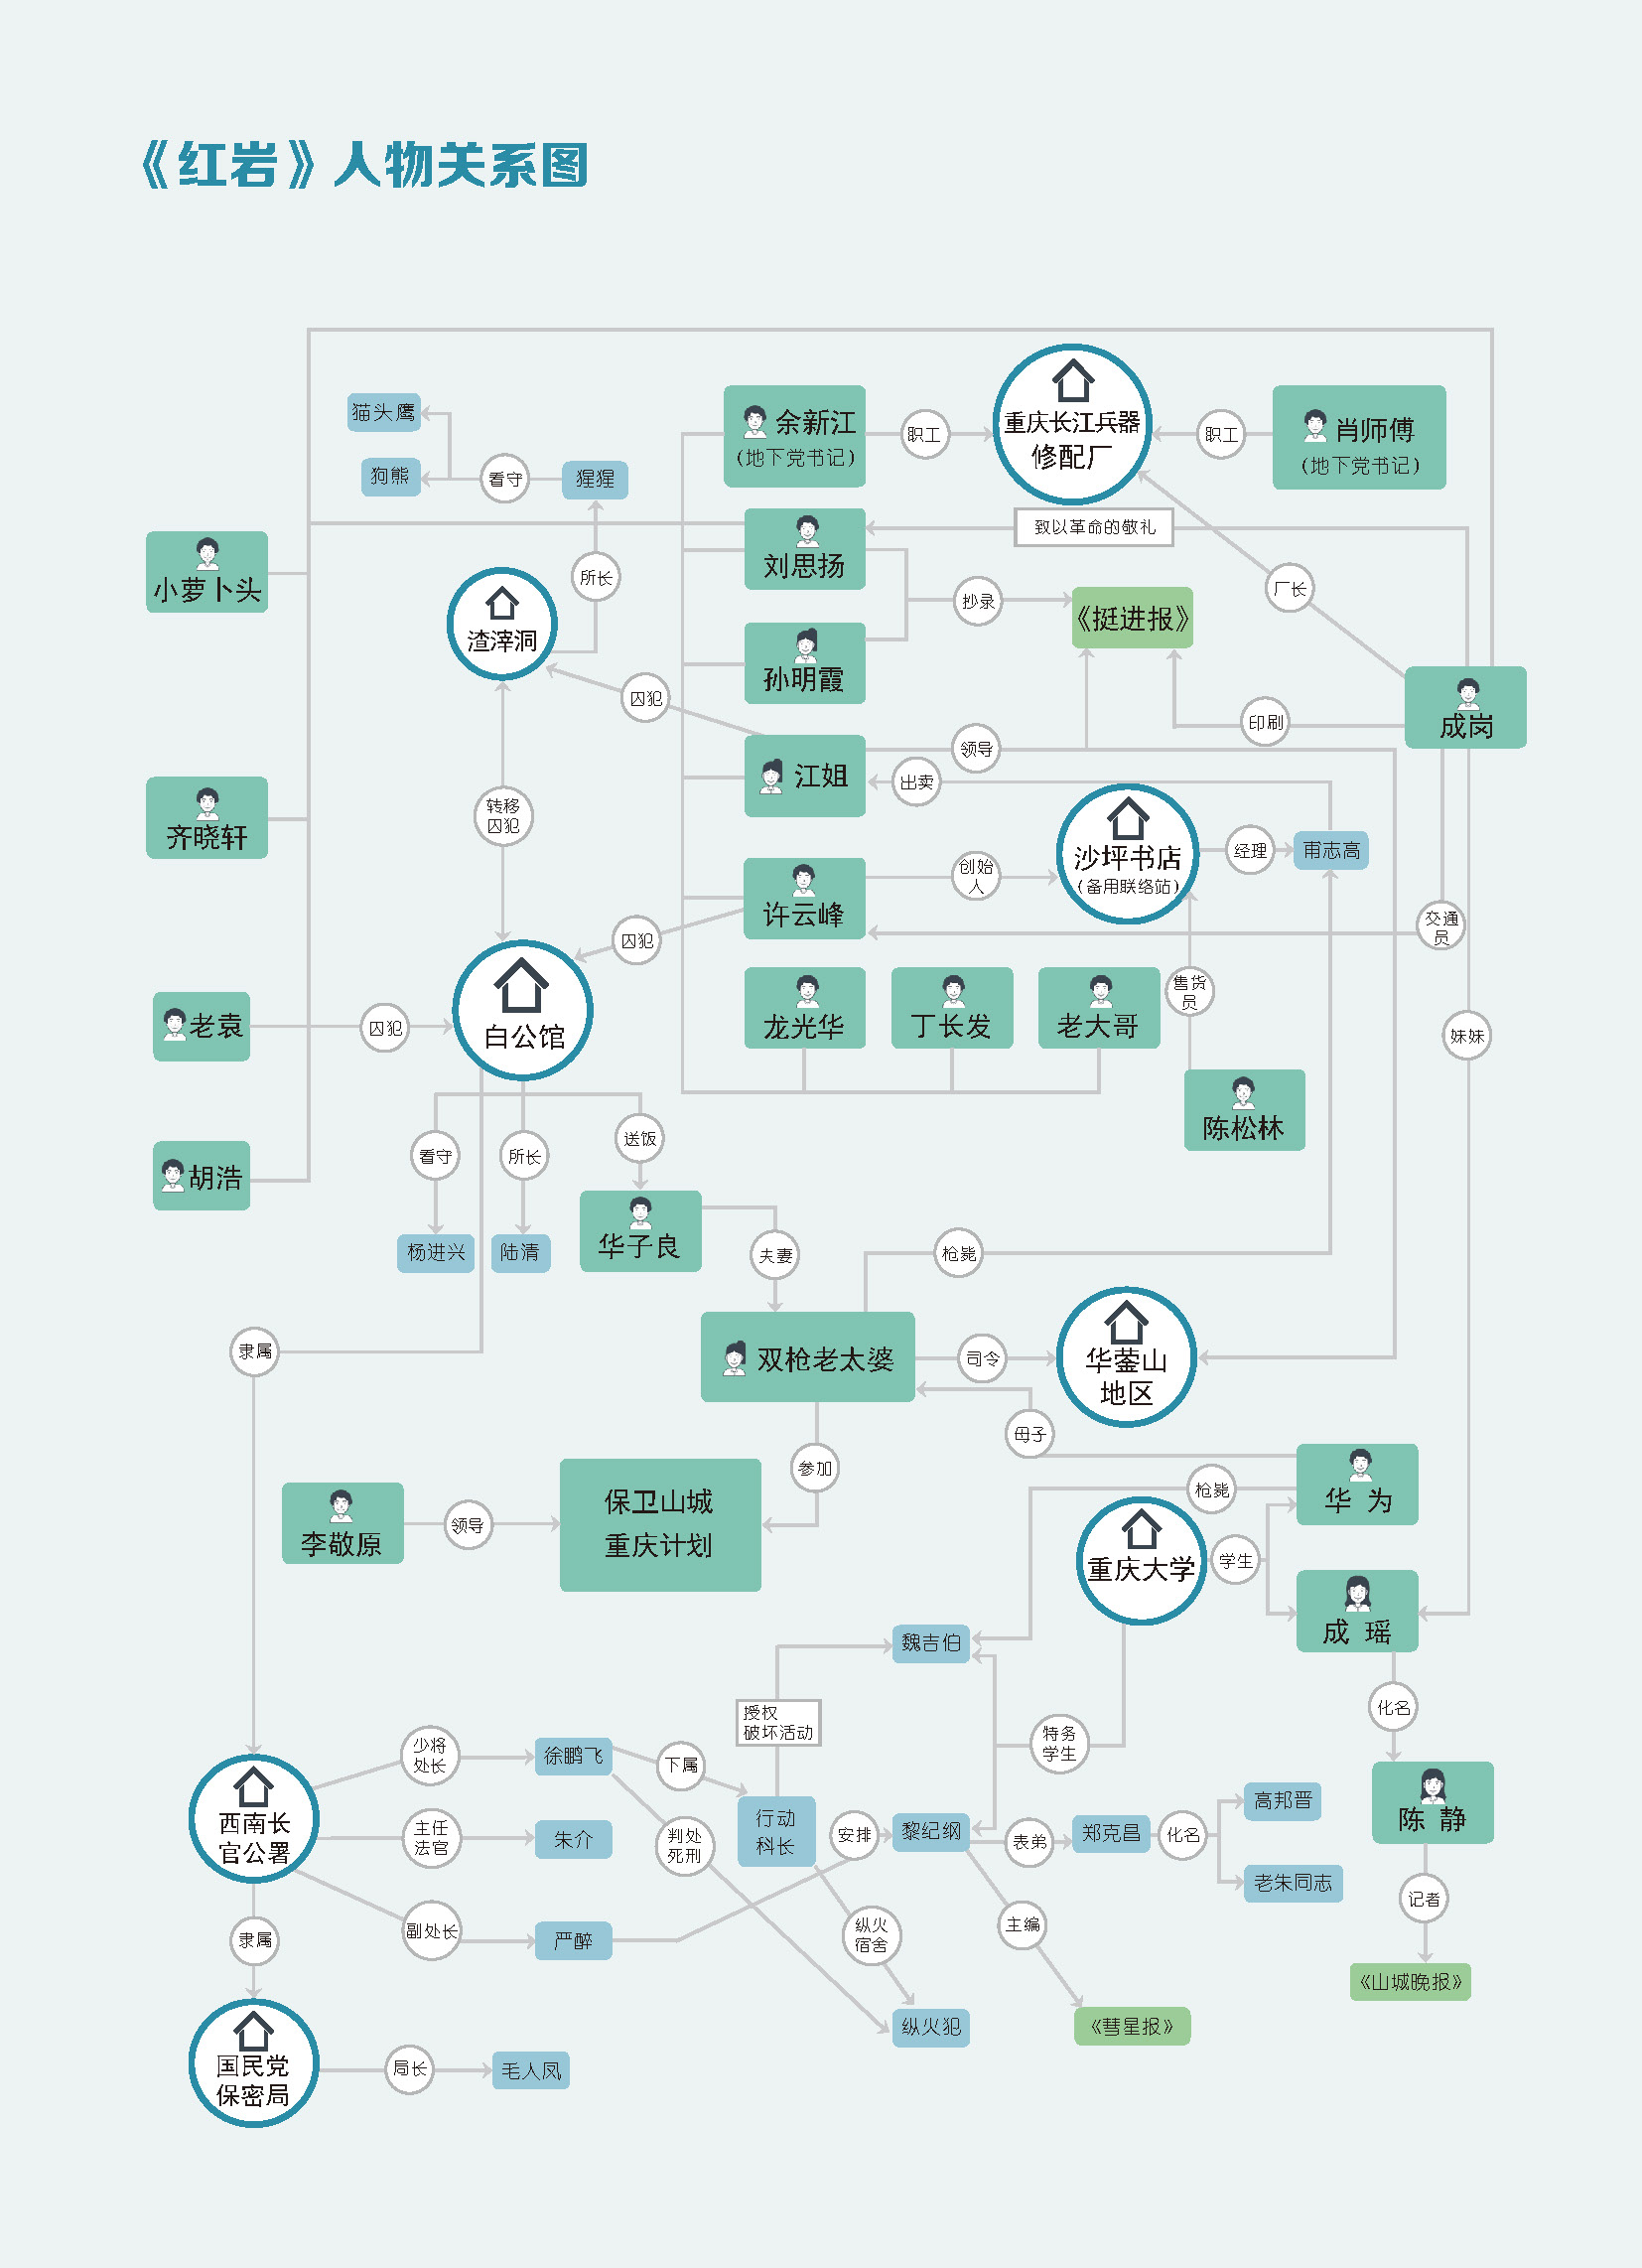 《红岩》人物关系图
猫头鹰
狗熊
看守
猩猩
所长
余新江
（地下党书记）
职工
重庆长江兵器
修配厂
职工
肖师傅
（地下党书记）
刘思扬
致以革命的敬礼
小萝卜头
渣滓洞
抄录
《挺进报》
厂长
孙明霞
囚犯
成岗
印刷
江姐
领导
出卖
转移
囚犯
齐晓轩
沙坪书店
（备用联络站）
经理
甫志高
许云峰
创始
人
囚犯
交通
员
白公馆
老袁
囚犯
龙光华
丁长发
老大哥
售货
员
妹妹
陈松林
胡浩
看守
所长
送饭
杨进兴
陆清
华子良
夫妻
枪毙
隶属
双枪老太婆
司令
华蓥山
地区
母子
参加
李敬原
领导
保卫山城
重庆计划
枪毙
华 为
重庆大学
学生
成 瑶
魏吉伯
授权
破坏活动
特务
学生
化名
少将
处长
徐鹏飞
下属
西南长
官公署
主任
法官
朱介
判处
死刑
行动
科长
安排
黎纪纲
表弟
郑克昌
化名
高邦晋
老朱同志
陈 静
副处长
严醉
纵火
宿舍
主编
记者
隶属
《山城晚报》
纵火犯
《彗星报》
国民党
保密局
局长
毛人凤